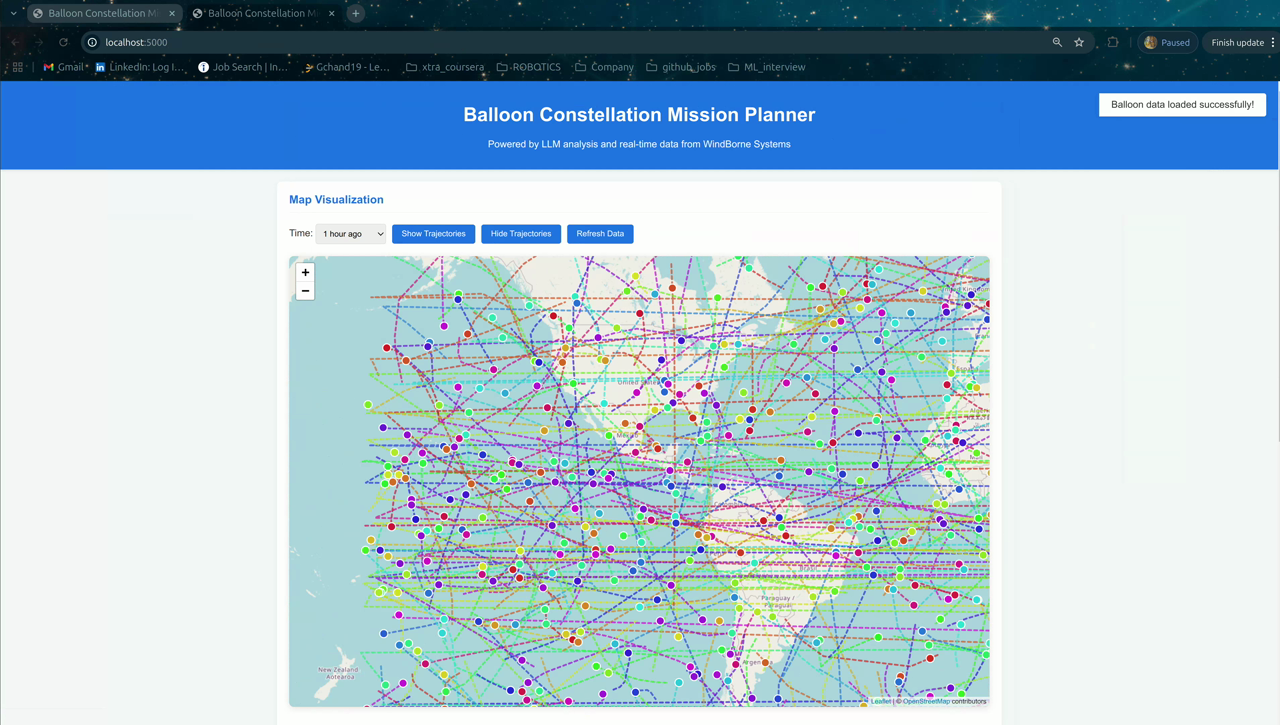 Balloon Constellation Mi
Balloon Constellation M
localhost:5000
Paused
Finish update
Gmail
LinkedIn: Log I...
Job Search | In...
Gchand19 - Le...
xtra_coursera
ROBOTICS
Company
github_jobs
ML_interview
Balloon Constellation Mission Planner
Balloon data loaded successfully!
Powered by LLM analysis and real-time data from WindBorne Systems
Map Visualization
Time: 1 hour ago Show Trajectories Hide Trajectories Refresh Data
+
−
United States
Mexico
Paraguay /
Paraguai
New Zealand
Aotearoa
Leaflet | © OpenStreetMap contributors